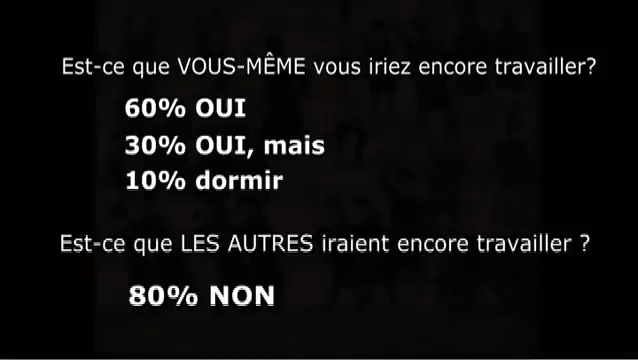 Est-ce que VOUS-MÊME vous iriez encore travailler?
60% OUI
30% OUI, mais
10% dormir
Est-ce que LES AUTRES iraient encore travailler ?
80% NON